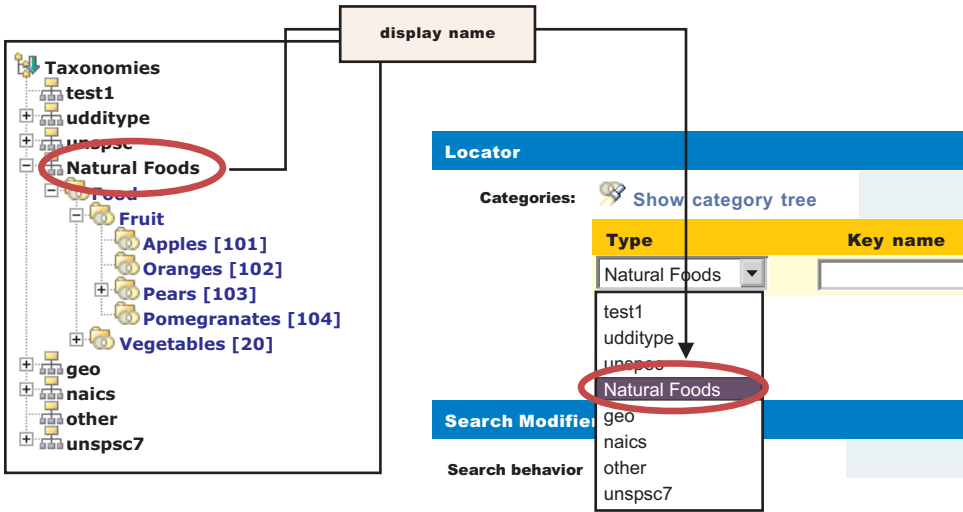 display name
Taxonomies
test1
udditype
unspsc
Natural Foods
Food
Fruit
Apples [101]
Oranges [102]
Pears [103]
Pomegranates [104]
Vegetables [20]
geo
naics
other
unspsc7
Locator
Categories: Show category tree
Type Key name
Natural Foods
test1
udditype
unspsc
Natural Foods
geo
naics
other
unspsc7
Search Modifie
Search behavior